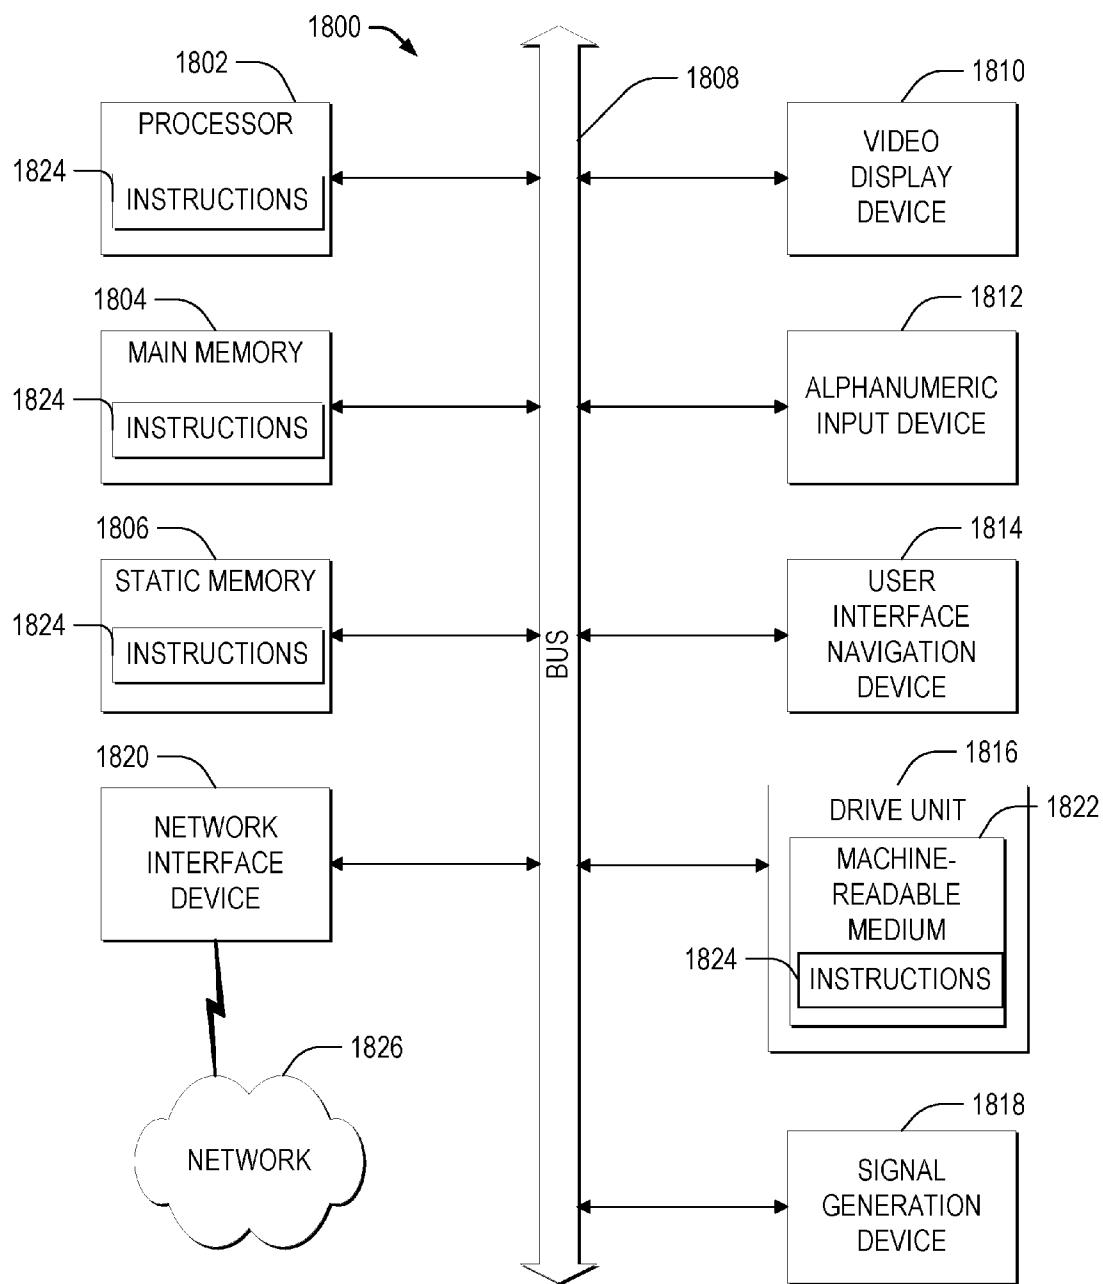 1800
1802
PROCESSOR
1824
INSTRUCTIONS
1804
MAIN MEMORY
1824
INSTRUCTIONS
1806
STATIC MEMORY
1824
INSTRUCTIONS
1820
NETWORK
INTERFACE
DEVICE
1826
NETWORK
1808
BUS
1810
VIDEO
DISPLAY
DEVICE
1812
ALPHANUMERIC
INPUT DEVICE
1814
USER
INTERFACE
NAVIGATION
DEVICE
1816
DRIVE UNIT
1822
MACHINE-
READABLE
MEDIUM
1824
INSTRUCTIONS
1818
SIGNAL
GENERATION
DEVICE